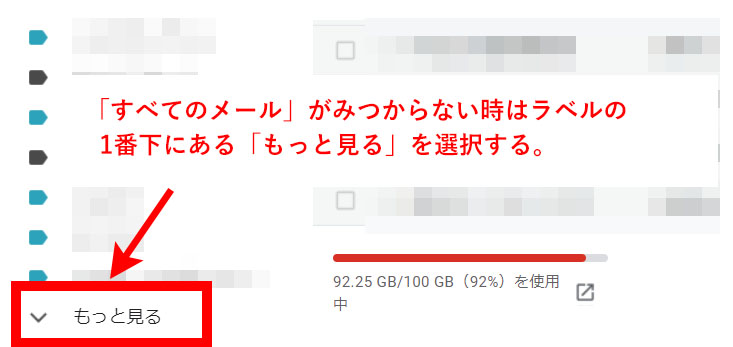 「すべてのメール」がみつからない時はラベルの
1番下にある「もっと見る」を選択する。
92.25 GB/100 GB（92%）を使用
中
もっと見る